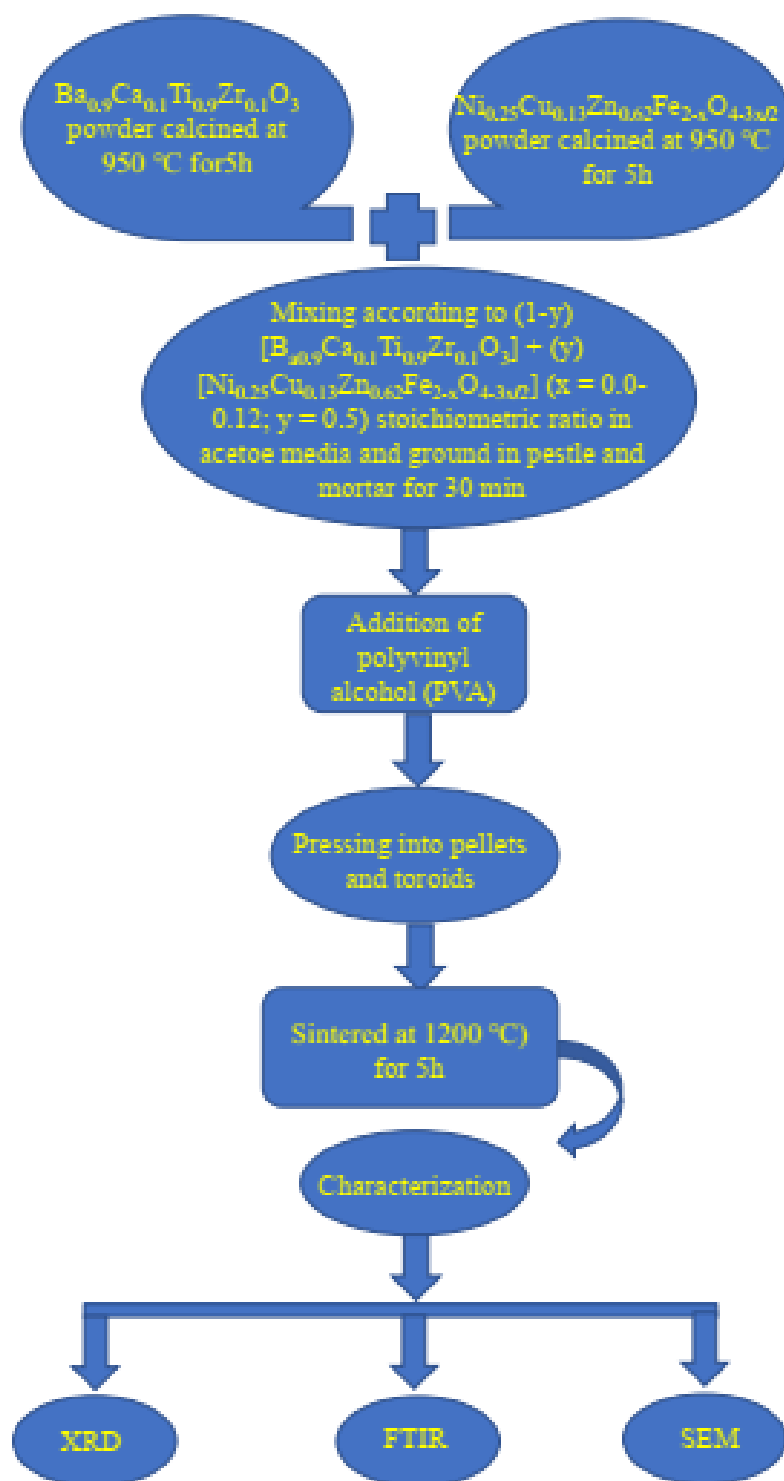 Ba0.9Ca0.1Ti0.9Zr0.1O3
powder calcined at
950 °C for5h
Ni0.25Cu0.13Zn0.62Fe2-xO4-3x/2
powder calcined at 950 °C
for 5h
Mixing according to (1-y)
[Ba0.9Ca0.1Ti0.9Zr0.1O3] + (y)
[Ni0.25Cu0.13Zn0.62Fe2-xO4-3x/2] (x = 0.0-
0.12; y = 0.5) stoichiometric ratio in
acetoe media and ground in pestle and
mortar for 30 min
Addition of
polyvinyl
alcohol (PVA)
Pressing into pellets
and toroids
Sintered at 1200 °C)
for 5h
Characterization
XRD
FTIR
SEM